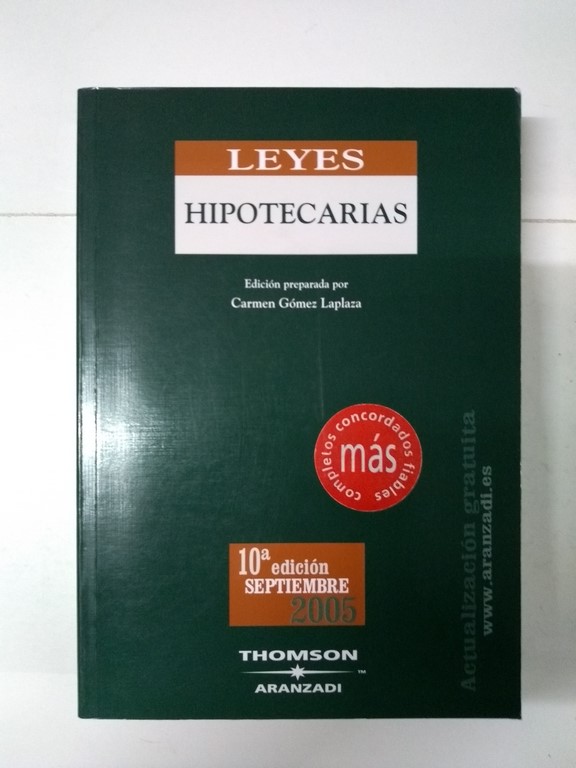 LEYES
HIPOTECARIAS
Edición preparada por
Carmen Gómez Laplaza
completos concordados fiables
más
10ª edición
SEPTIEMBRE
2005
THOMSON
™
ARANZADI
Actualización gratuita
www.aranzadi.es